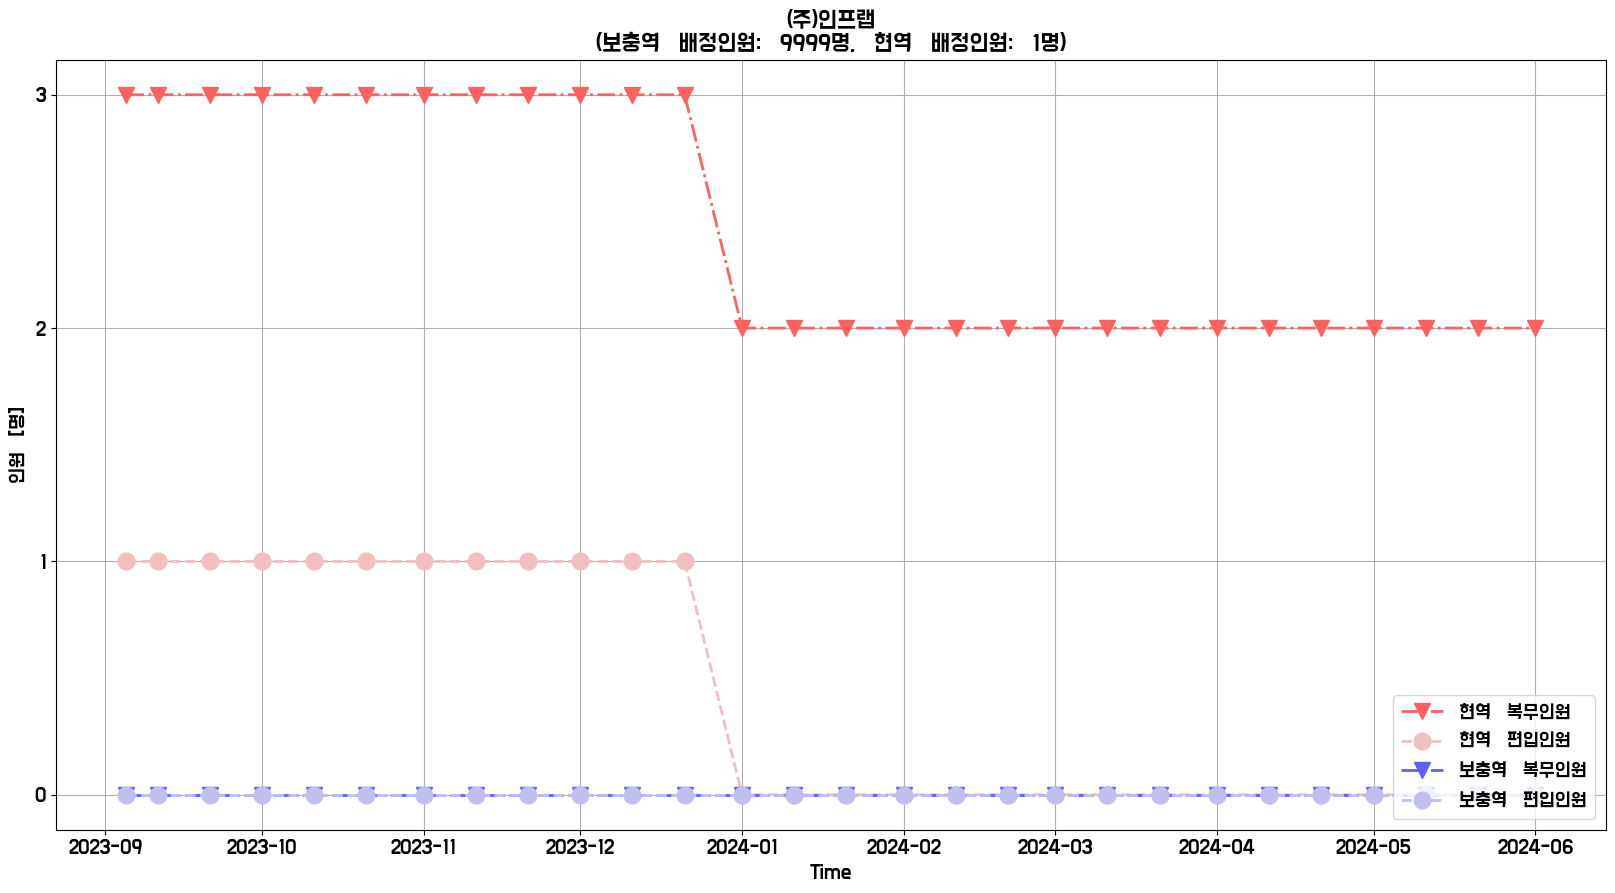 (주)인프랩
(보충역 배정인원: 9999명, 현역 배정인원: 1명)
3
2
1
0
인원 [명]
현역 복무인원
현역 편입인원
보충역 복무인원
보충역 편입인원
2023-09 2023-10 2023-11 2023-12 2024-01 2024-02 2024-03 2024-04 2024-05 2024-06
Time